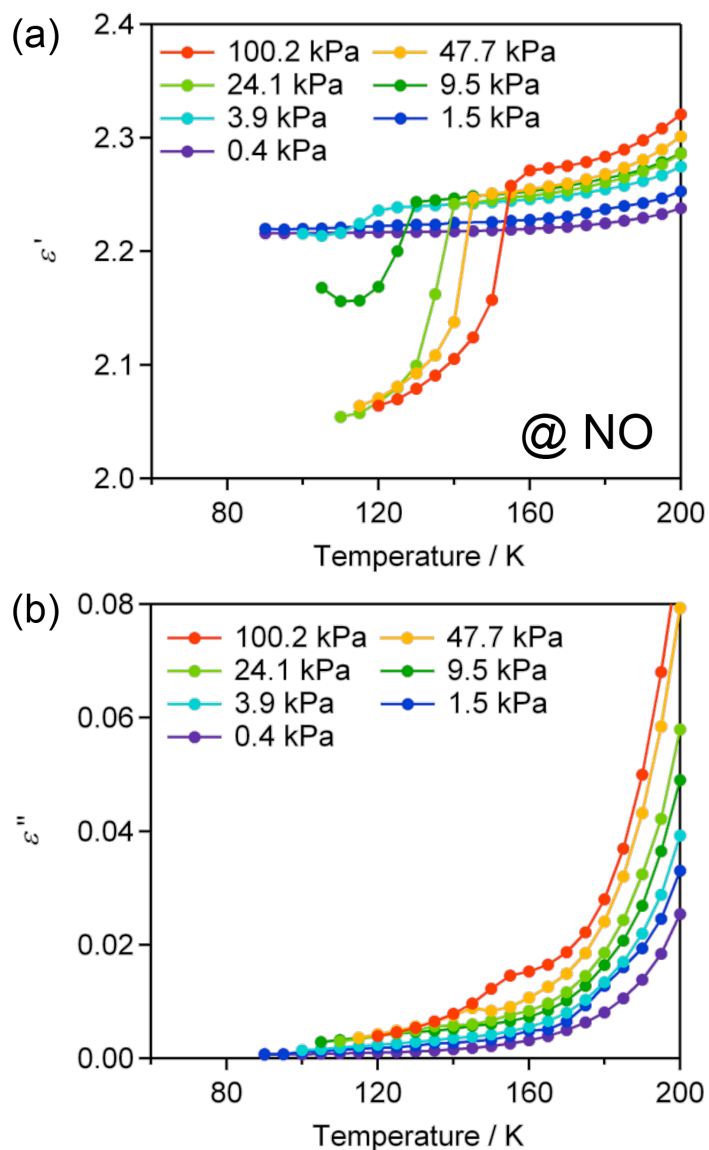 (a)
2.4
2.3
2.2
2.1
2.0
ε'
100.2 kPa 47.7 kPa
24.1 kPa 9.5 kPa
3.9 kPa 1.5 kPa
0.4 kPa
@ NO
80 120 160 200
Temperature / K
(b)
0.08
0.06
0.04
0.02
0.00
ε"
100.2 kPa 47.7 kPa
24.1 kPa 9.5 kPa
3.9 kPa 1.5 kPa
0.4 kPa
80 120 160 200
Temperature / K